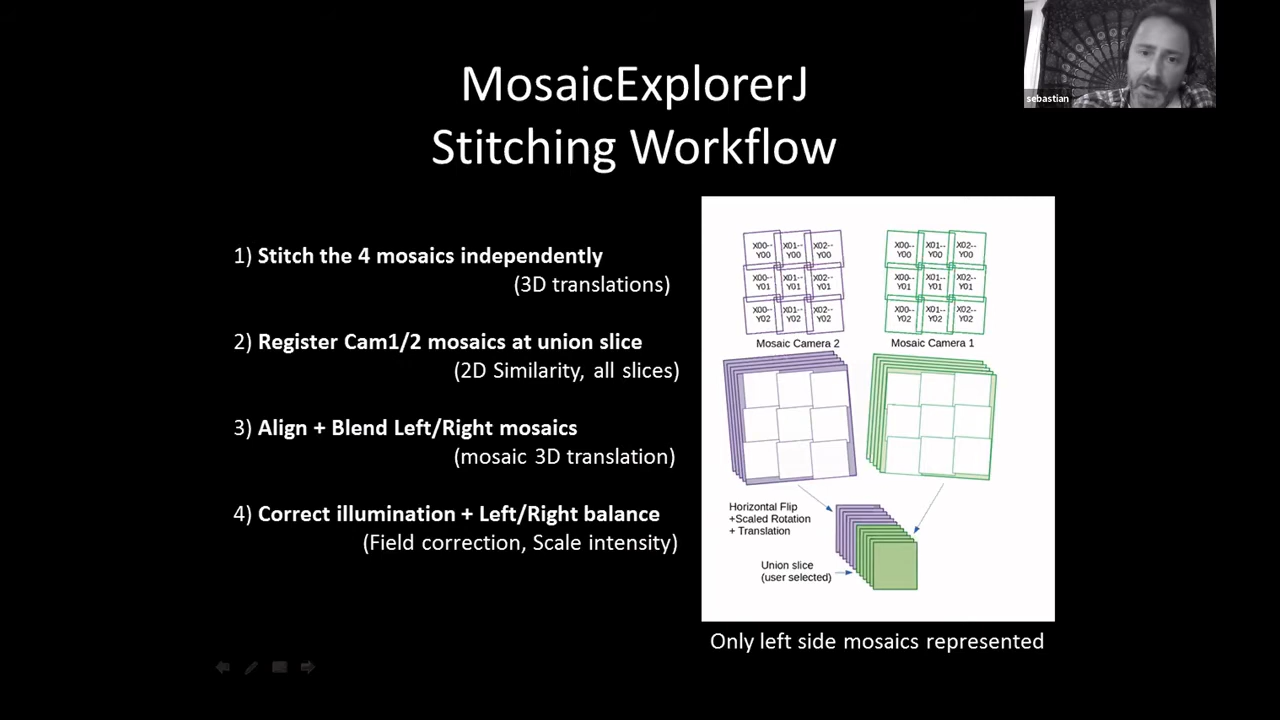 MosaicExplorerJ
Stitching Workflow
sebastian
1) Stitch the 4 mosaics independently
(3D translations)
2) Register Cam1/2 mosaics at union slice
(2D Similarity, all slices)
3) Align + Blend Left/Right mosaics
(mosaic 3D translation)
4) Correct illumination + Left/Right balance
(Field correction, Scale intensity)
X00-- X01-- X02--
Y00 Y00 Y00
X00-- X01-- X02--
Y01 Y01 Y01
X00-- X01-- X02--
Y02 Y02 Y02
Mosaic Camera 2
X00-- X01-- X02--
Y00 Y00 Y00
X00-- X01-- X02--
Y01 Y01 Y01
X00-- X01-- X02--
Y02 Y02 Y02
Mosaic Camera 1
Horizontal Flip
+Scaled Rotation
+ Translation
Union slice
(user selected)
Only left side mosaics represented